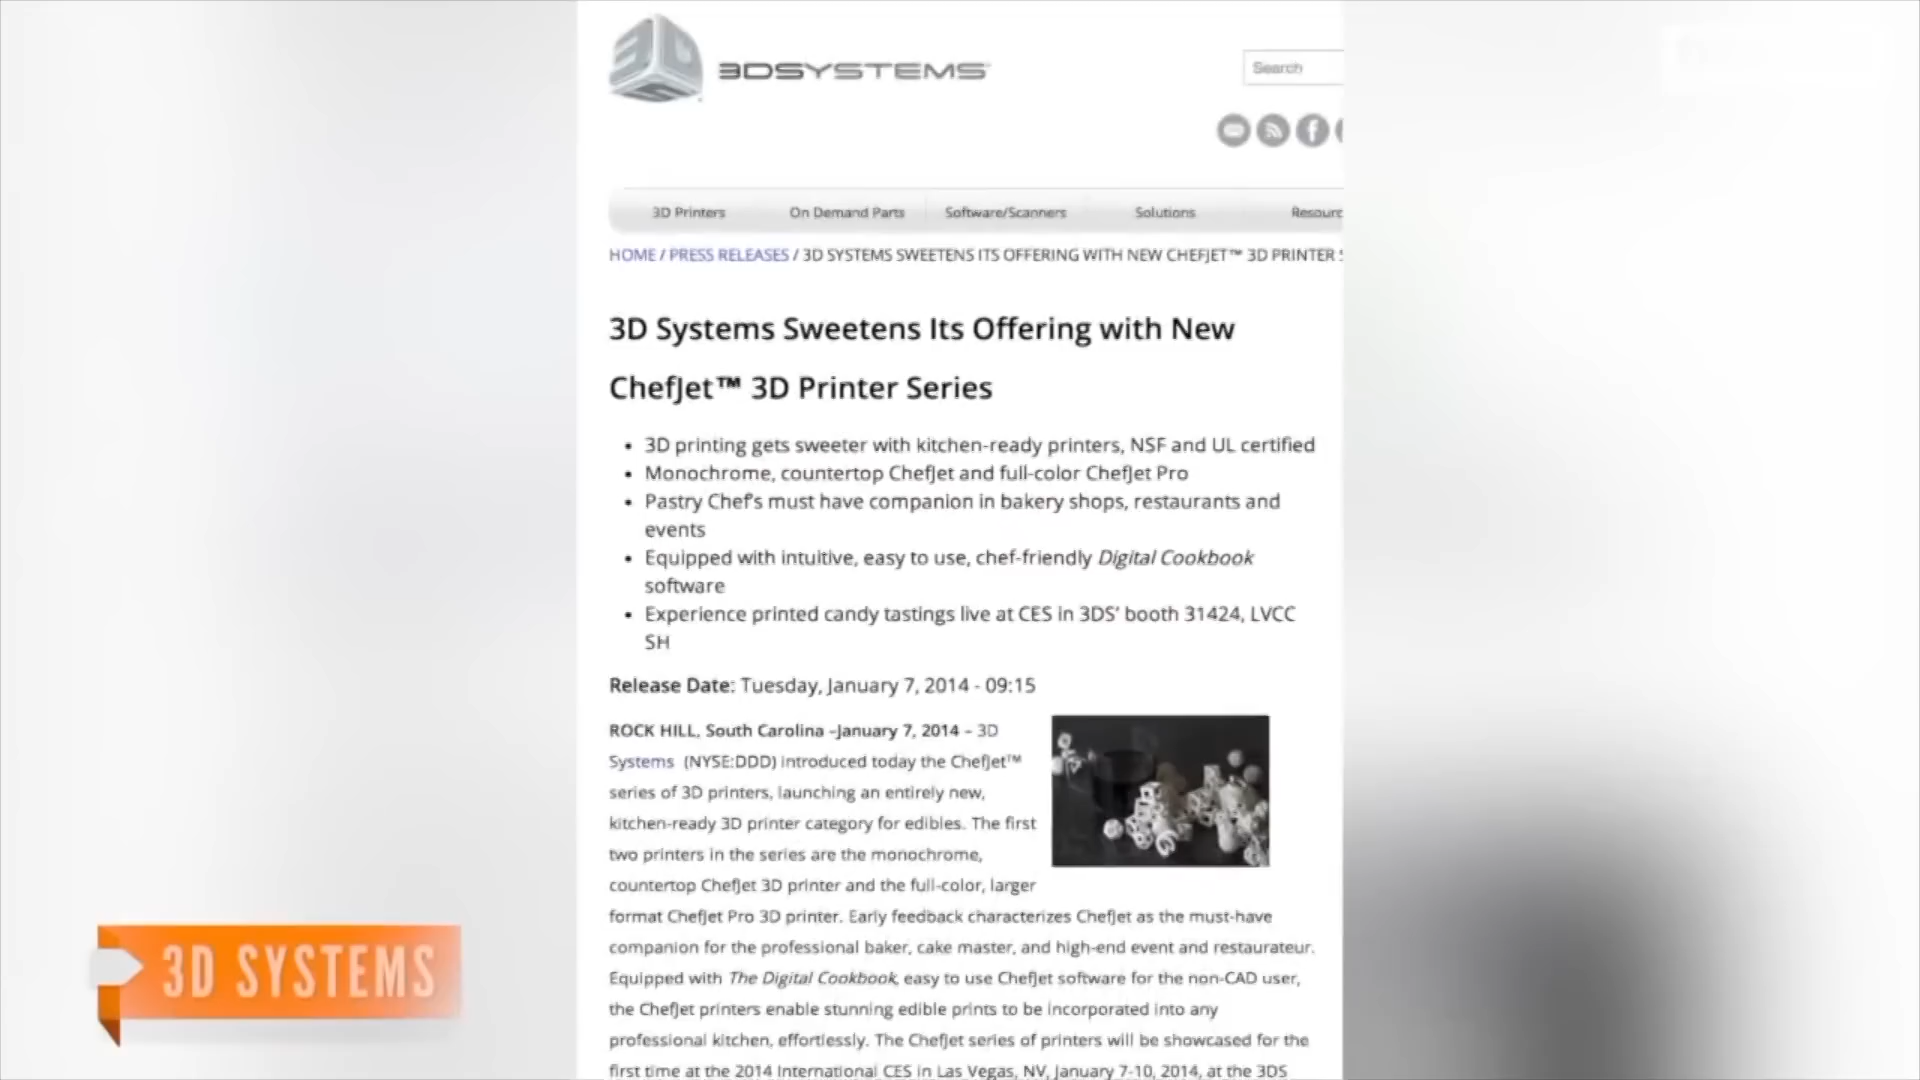 3DSYSTEMS
Search
3D Printers On Demand Parts Software/Scanners Solutions
HOME / PRESS RELEASES / 3D SYSTEMS SWEETENS ITS OFFERING WITH NEW CHEFJET™ 3D PRINTER
3D Systems Sweetens Its Offering with New
ChefJet™ 3D Printer Series
• 3D printing gets sweeter with kitchen-ready printers, NSF and UL certified
• Monochrome, countertop ChefJet and full-color ChefJet Pro
• Pastry Chef's must have companion in bakery shops, restaurants and
events
• Equipped with intuitive, easy to use, chef-friendly Digital Cookbook
software
• Experience printed candy tastings live at CES in 3DS' booth 31424, LVCC
SH
Release Date: Tuesday, January 7, 2014 - 09:15
ROCK HILL, South Carolina –January 7, 2014 – 3D
Systems (NYSE:DDD) introduced today the ChefJet™
series of 3D printers, launching an entirely new,
kitchen-ready 3D printer category for edibles. The first
two printers in the series are the monochrome,
countertop ChefJet 3D printer and the full-color, larger
format ChefJet Pro 3D printer. Early feedback characterizes ChefJet as the must-have
companion for the professional baker, cake master, and high-end event and restaurateur.
Equipped with The Digital Cookbook, easy to use ChefJet software for the non-CAD user,
the ChefJet printers enable stunning edible prints to be incorporated into any
professional kitchen, effortlessly. The ChefJet series of printers will be showcased for the
first time at the 2014 International CES in Las Vegas, NV, January 7-10, 2014, at the 3DS
3D SYSTEMS